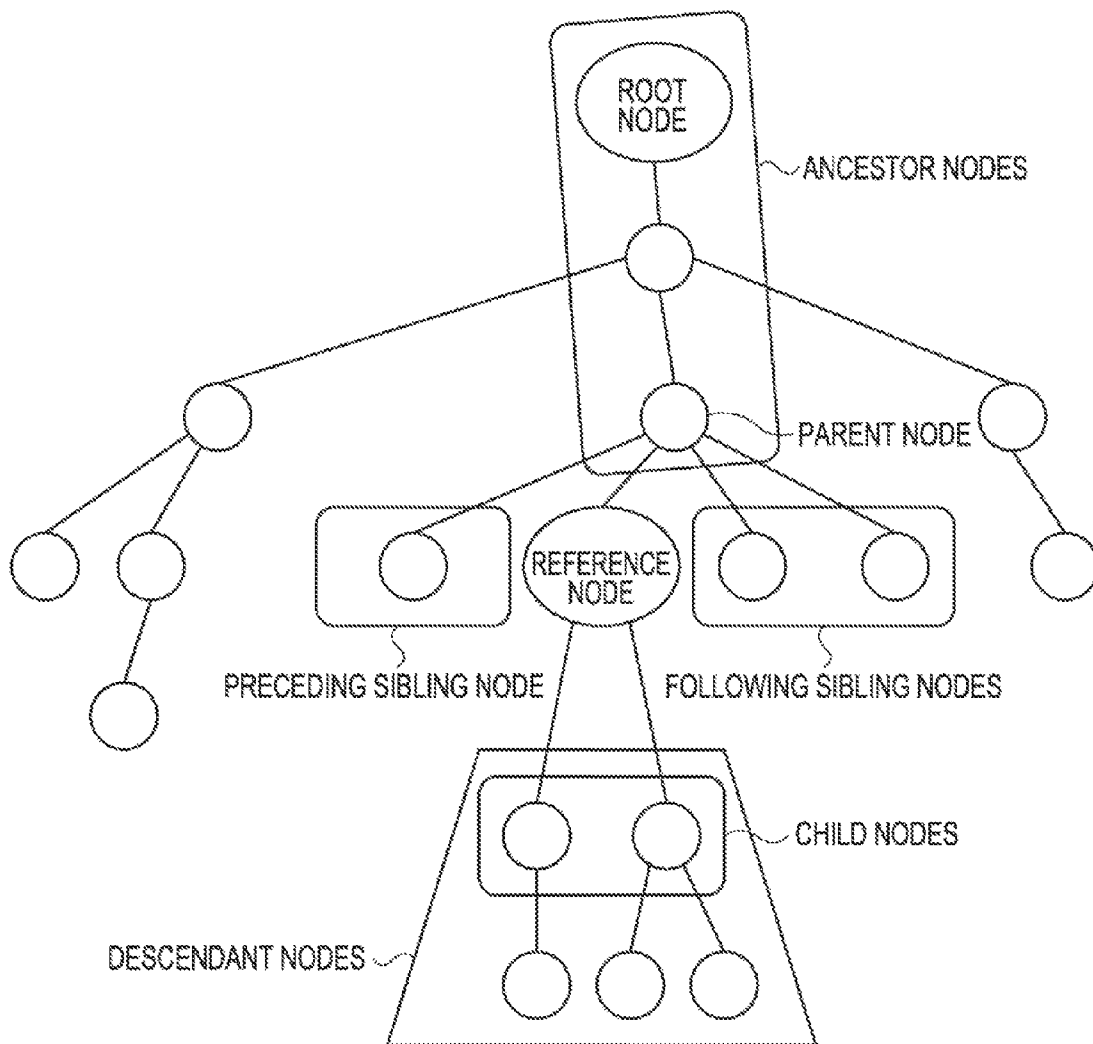 ROOT
NODE
ANCESTOR NODES
PARENT NODE
REFERENCE
NODE
PRECEDING SIBLING NODE
FOLLOWING SIBLING NODES
CHILD NODES
DESCENDANT NODES